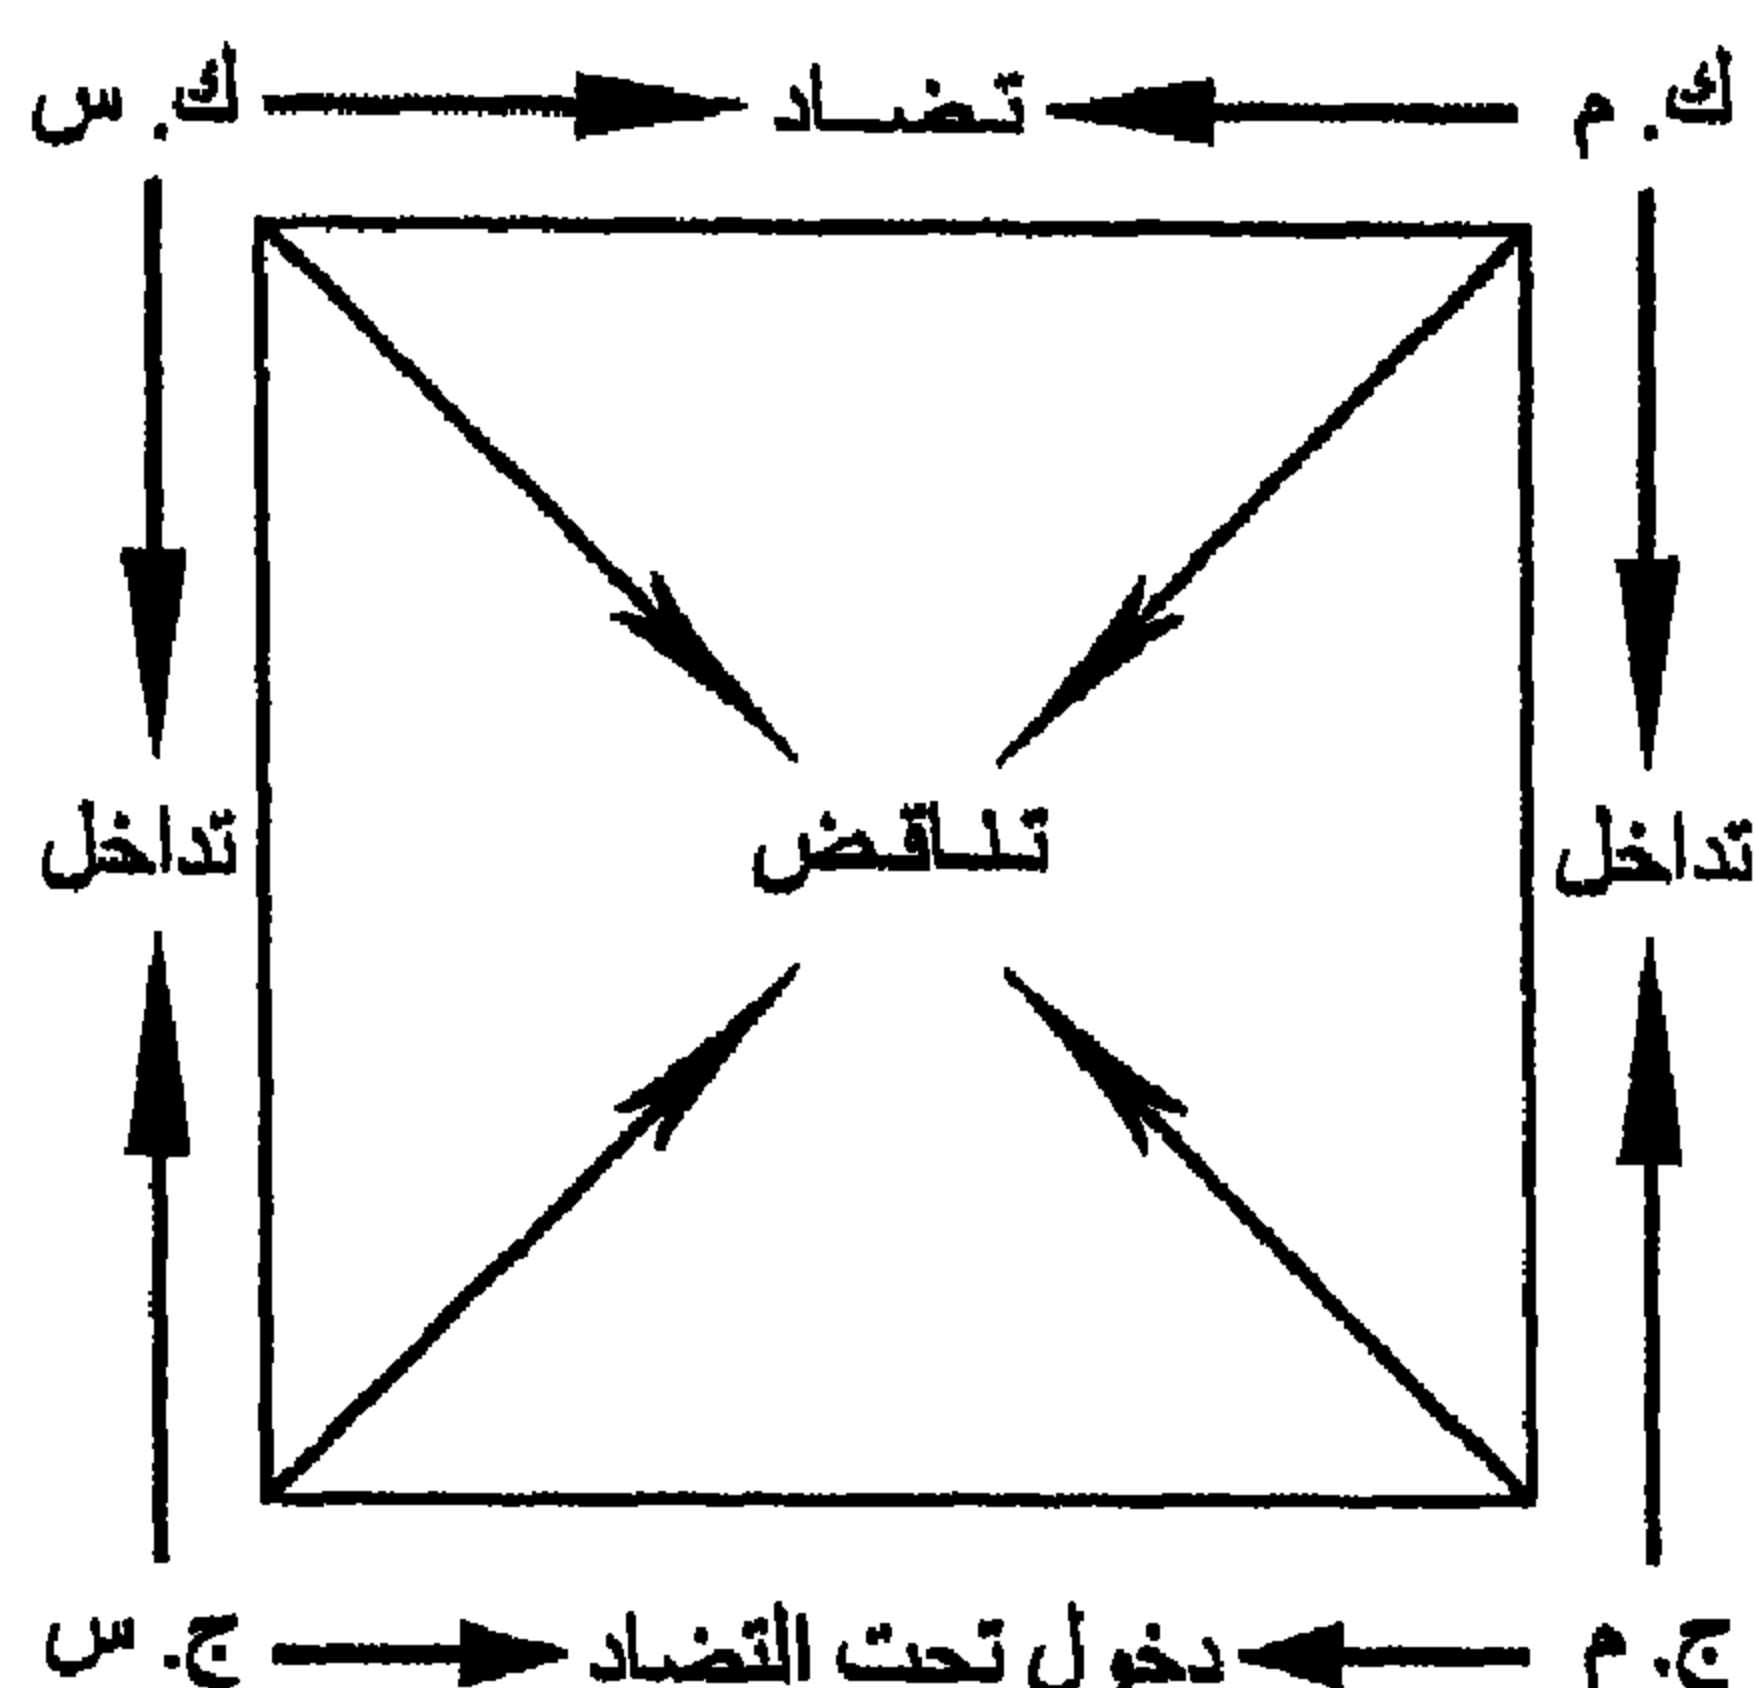 ك. م تضاد ك. س
تداخل تناقض تداخل
ج. م دخول تحت التضاد ج. س